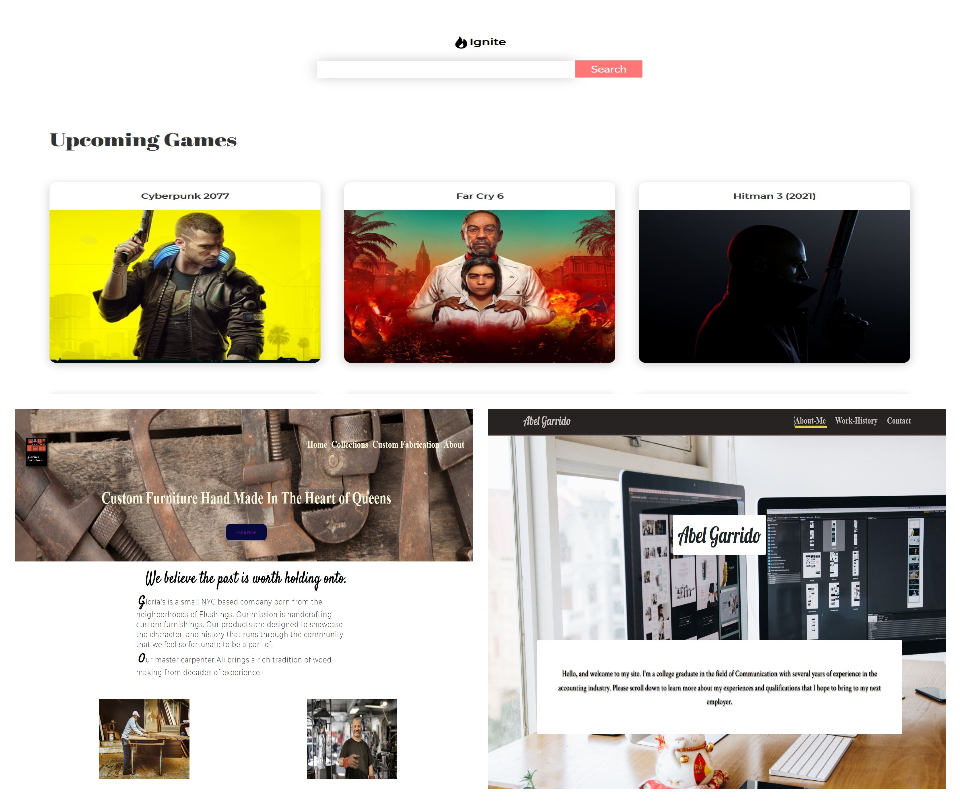 Ignite
Search
Upcoming Games
Cyberpunk 2077
Far Cry 6
Hitman 3 (2021)
Home Collections Custom Fabrication About
Custom Furniture Hand Made In The Heart of Queens
We believe the past is worth holding onto.
Gloria's is a small NYC based company born from the
neighborhoods of Flushings. Our mission is handcrafting
custom furnishings. Our products are designed to showcase
the character, and history that runs through the community
that we feel so fortunate to be a part of.
Our master carpenter Ali brings a rich tradition of wood
making from decades of experience.
Abel Garrido
About-Me Work-History Contact
Abel Garrido
Hello, and welcome to my site. I'm a college graduate in the field of Communication with several years of experience in the
accounting industry. Please scroll down to learn more about my experiences and qualifications that I hope to bring to my next
employer.